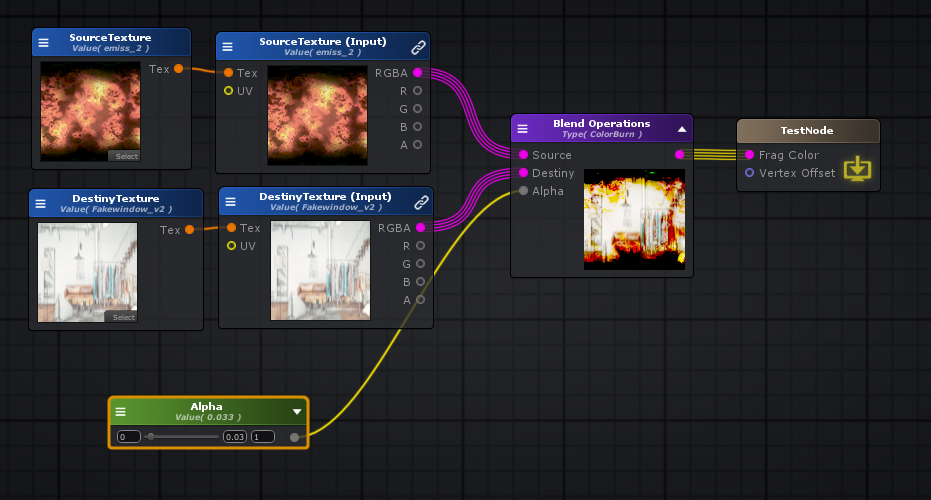 SourceTexture
Value( emiss_2 )
Tex
Select
SourceTexture (Input)
Value( emiss_2 )
Tex
UV
RGBA
R
G
B
A
DestinyTexture
Value( Fakewindow_v2 )
Tex
Select
DestinyTexture (Input)
Value( Fakewindow_v2 )
Tex
UV
RGBA
R
G
B
A
Blend Operations
Type( ColorBurn )
Source
Destiny
Alpha
TestNode
Frag Color
Vertex Offset
Alpha
Value( 0.033 )
0
0.03
1